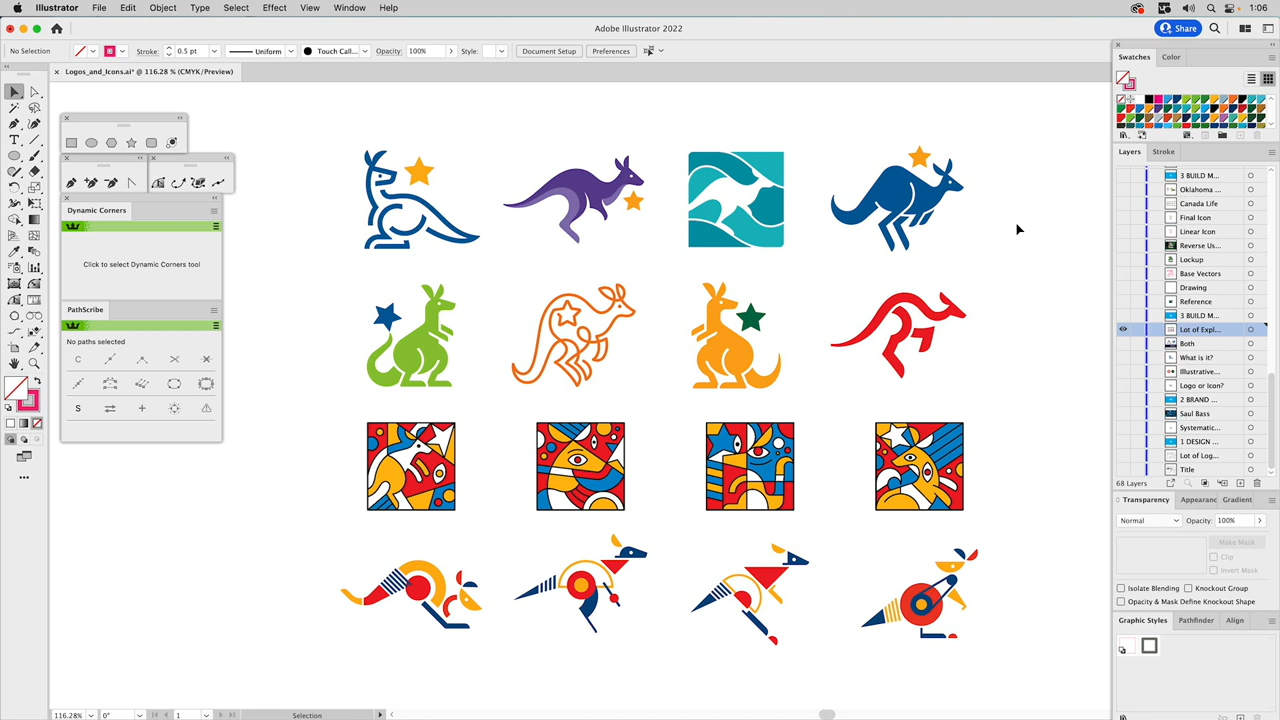 Illustrator File Edit Object Type Select Effect View Window Help 1:06
Adobe Illustrator 2022
Share
No Selection Stroke: 0.5 pt Uniform Touch Call... Opacity: 100% Style: Document Setup Preferences
Logos_and_Icons.ai* @ 116.28 % (CMYK/Preview)
Swatches Color
Layers Stroke
3 BUILD M...
Oklahoma ...
Canada Life
Final Icon
Linear Icon
Reverse Us...
Lockup
Base Vectors
Drawing
Reference
3 BUILD M...
Lot of Expl...
Both
What is it?
Illustrative...
Logo or Icon?
2 BRAND ...
Saul Bass
Systematic...
1 DESIGN ...
Lot of Log...
Title
68 Layers
Dynamic Corners
Click to select Dynamic Corners tool
PathScribe
No paths selected
C
S
Transparency Appearanc Gradient
Normal Opacity: 100%
Make Mask
Clip
Invert Mask
Isolate Blending Knockout Group
Opacity & Mask Define Knockout Shape
Graphic Styles Pathfinder Align
116.28% 0° 1 Selection